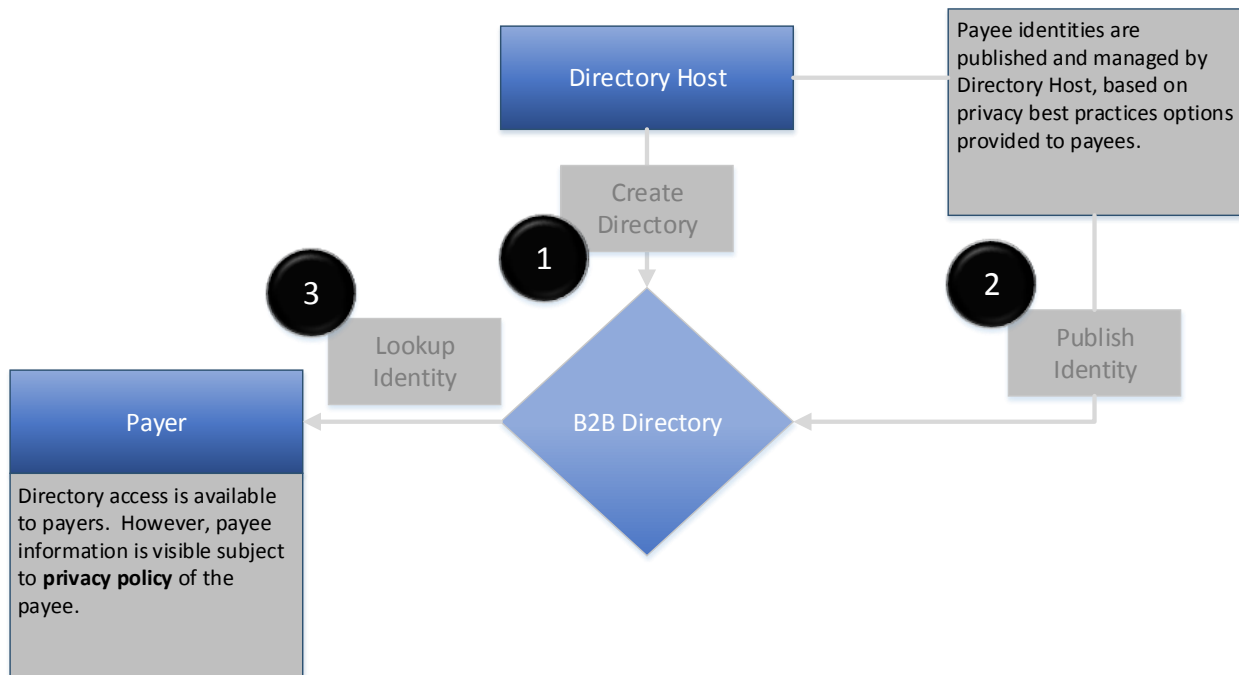 Directory Host
Payee identities are
published and managed by
Directory Host, based on
privacy best practices options
provided to payees.
Create
Directory
1
2
3
Lookup
Identity
Publish
Identity
Payer
B2B Directory
Directory access is available
to payers.  However, payee
information is visible subject
to privacy policy of the
payee.